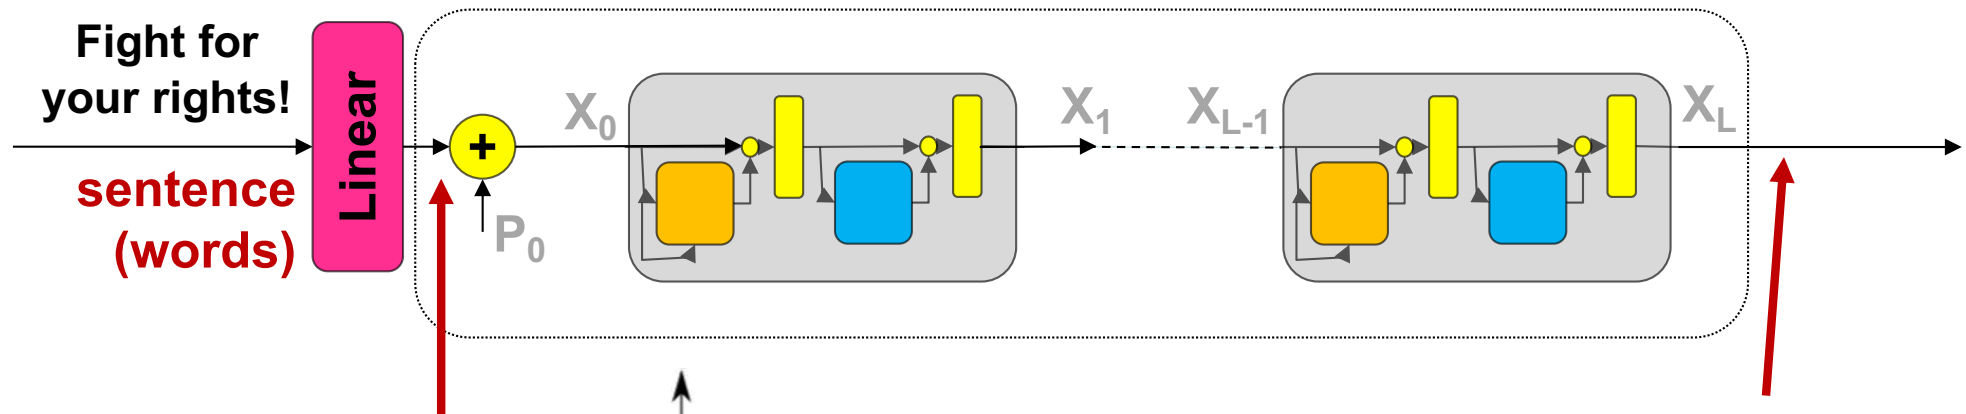 Fight for
your rights!
sentence
(words)
Linear
+
P0
X0
X1
XL-1
XL